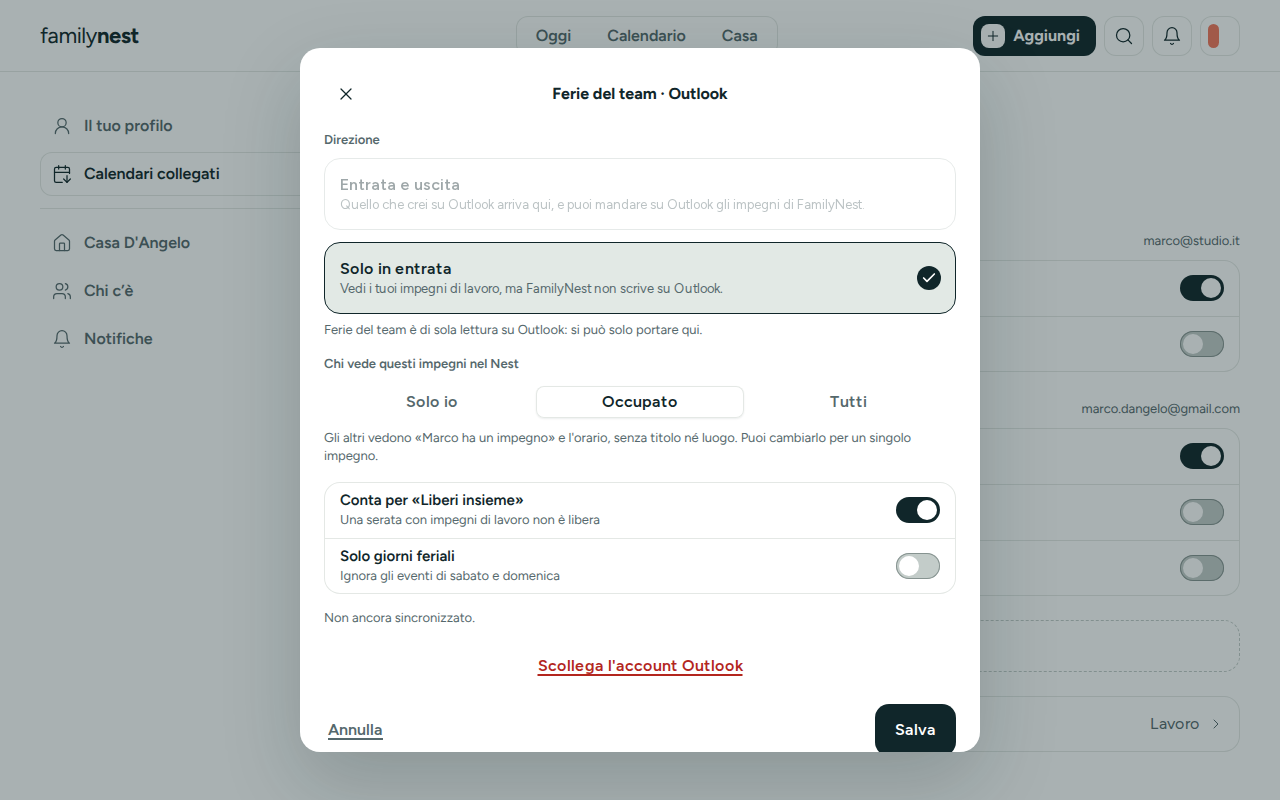 familynest
Oggi Calendario Casa
Aggiungi
Il tuo profilo
Calendari collegati
Casa D'Angelo
Chi c'è
Notifiche
marco@studio.it
marco.dangelo@gmail.com
Lavoro
Ferie del team · Outlook
Direzione
Entrata e uscita
Quello che crei su Outlook arriva qui, e puoi mandare su Outlook gli impegni di FamilyNest.
Solo in entrata
Vedi i tuoi impegni di lavoro, ma FamilyNest non scrive su Outlook.
Ferie del team è di sola lettura su Outlook: si può solo portare qui.
Chi vede questi impegni nel Nest
Solo io Occupato Tutti
Gli altri vedono «Marco ha un impegno» e l'orario, senza titolo né luogo. Puoi cambiarlo per un singolo
impegno.
Conta per «Liberi insieme»
Una serata con impegni di lavoro non è libera
Solo giorni feriali
Ignora gli eventi di sabato e domenica
Non ancora sincronizzato.
Scollega l'account Outlook
Annulla
Salva